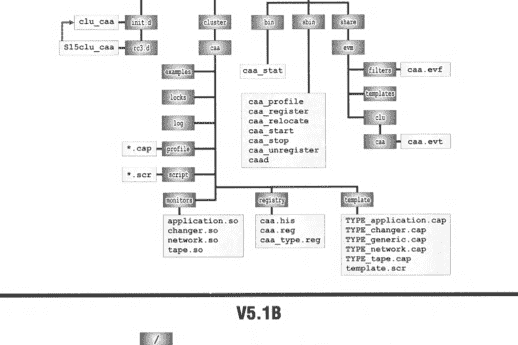 clu_caa
init.d
cluster
bin
sbin
share
S15clu_caa
rc3.d
caa
evm
examples
caa_stat
filters
caa.evf
locks
templates
log
clu
*.cap
profile
caa
caa.evt
*.scr
script
caa_profile
caa_register
caa_relocate
caa_start
caa_stop
caa_unregister
caad
monitors
registry
template
application.so
changer.so
network.so
tape.so
caa.his
caa.reg
caa_type.reg
TYPE_application.cap
TYPE_changer.cap
TYPE_generic.cap
TYPE_network.cap
TYPE_tape.cap
template.scr
V5.1B
/